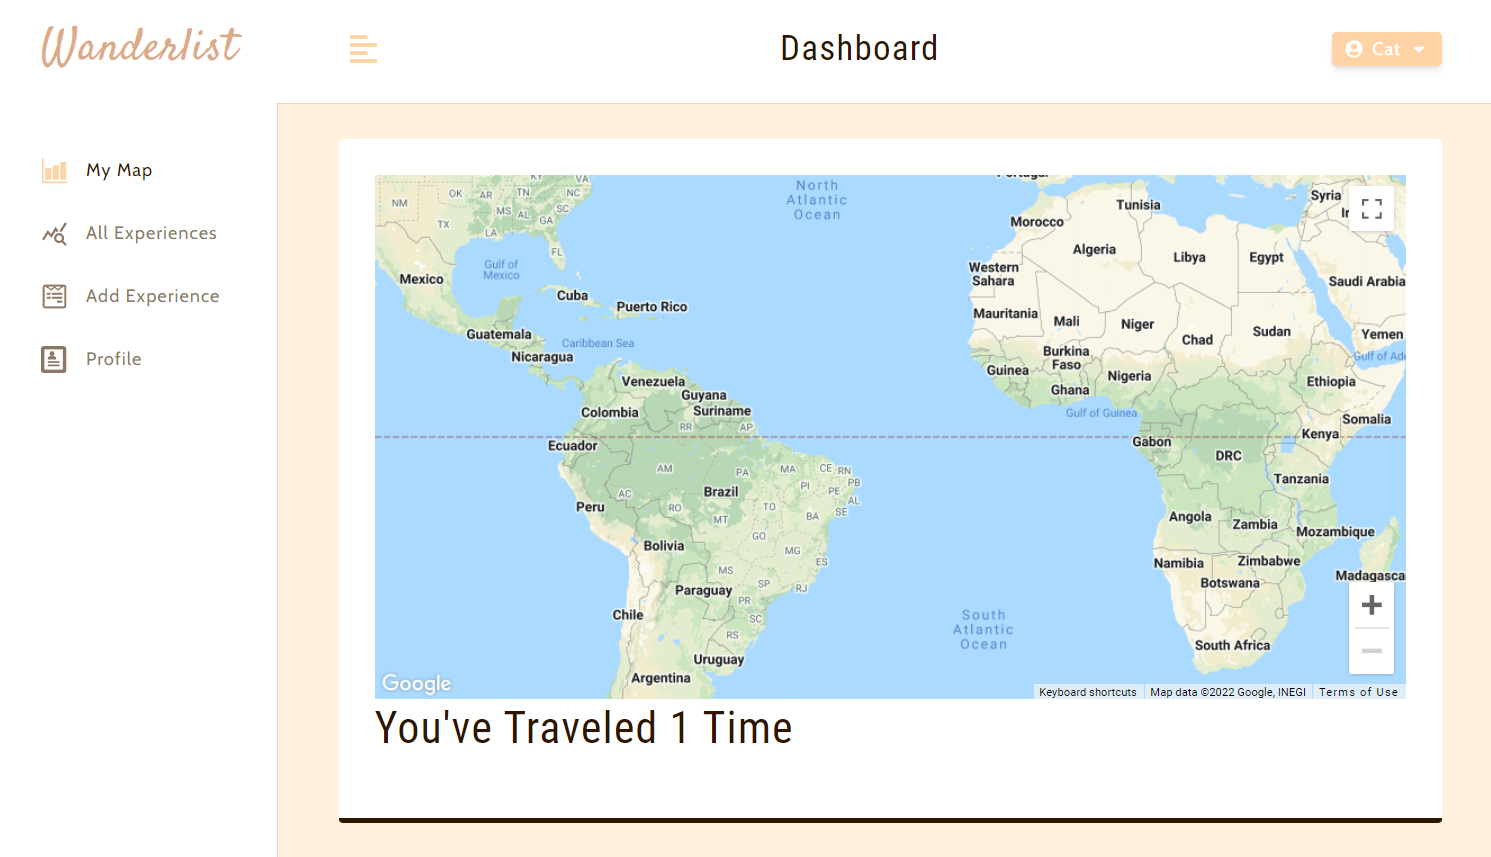 Wanderlist
Dashboard
Cat
My Map
All Experiences
Add Experience
Profile
North
Atlantic
Ocean
NM
OK
AR
TN
KY
VA
NC
TX
MS
AL
SC
GA
LA
FL
Gulf of
Mexico
Mexico
Cuba
Puerto Rico
Guatemala
Caribbean Sea
Nicaragua
Venezuela
Guyana
Colombia
Suriname
RR
AP
Ecuador
AM
PA
MA
CE
RN
PB
PI
PE
AL
AC
Brazil
TO
SE
Peru
RO
MT
BA
GO
Bolivia
MG
ES
MS
SP
RJ
Paraguay
PR
Chile
SC
RS
Uruguay
Argentina
South
Atlantic
Ocean
Portugal
Tunisia
Syria
Morocco
Algeria
Libya
Egypt
Western
Sahara
Saudi Arabia
Mauritania
Mali
Niger
Chad
Sudan
Yemen
Burkina
Faso
Guinea
Ghana
Nigeria
Gulf of Ad
Ethiopia
Gulf of Guinea
Somalia
Gabon
Kenya
DRC
Tanzania
Angola
Zambia
Mozambique
Namibia
Zimbabwe
Botswana
Madagasca
South Africa
Google
Keyboard shortcuts
Map data ©2022 Google, INEGI
Terms of Use
You've Traveled 1 Time